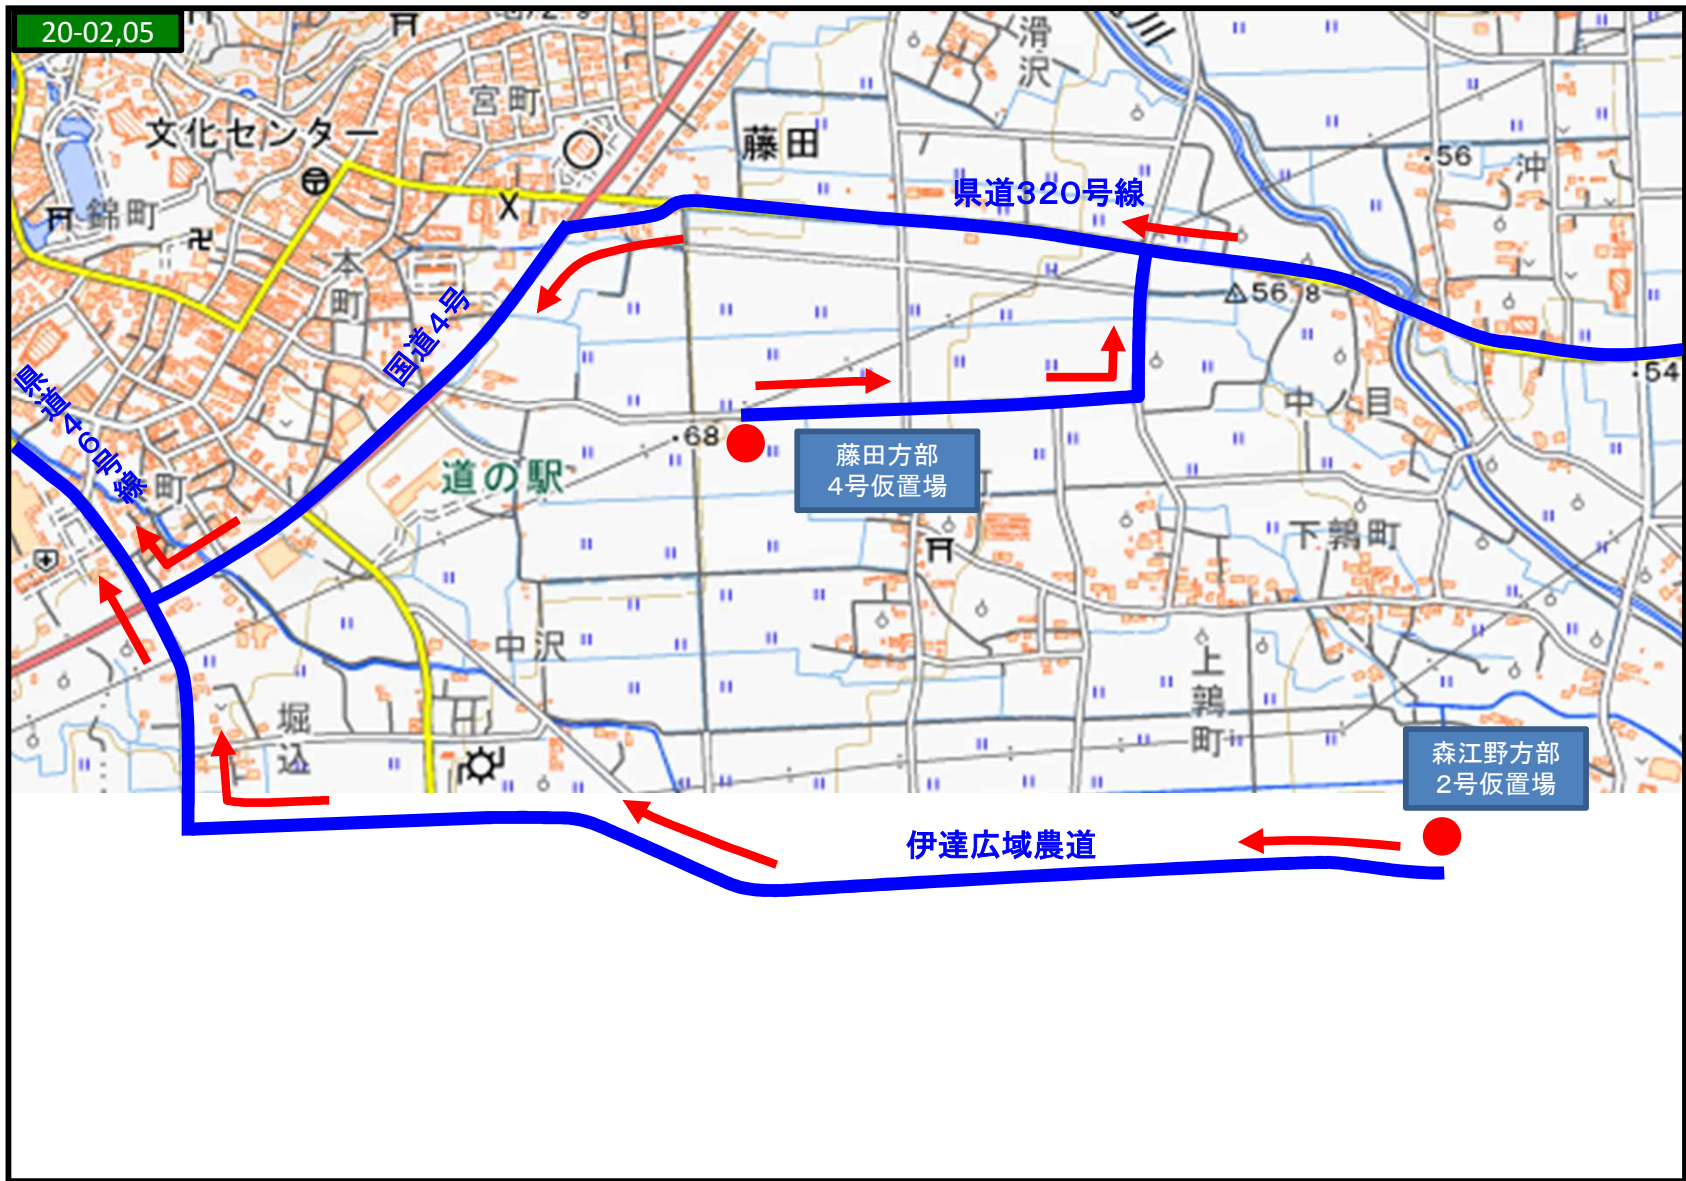 20-02,05
滑
沢
川
宮町
文化センター
藤田
・56
沖
県道320号線
錦町
本
町
56.8
国道4号
・54
県道46号線
中ノ目
・68
藤田方部
4号仮置場
道の駅
町
町
下鶉町
中沢
上
鶉
町
堀
込
森江野方部
2号仮置場
伊達広域農道